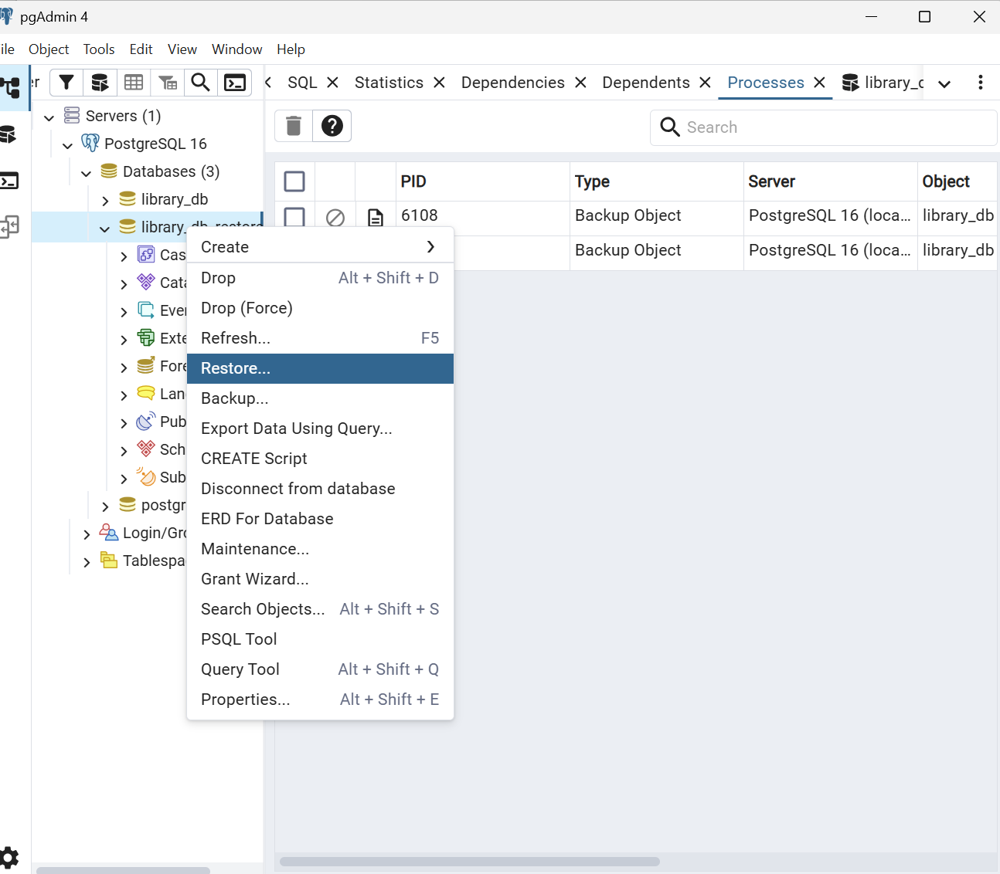 pgAdmin 4
ile Object Tools Edit View Window Help
er
SQL Statistics Dependencies Dependents Processes library_c
Servers (1)
PostgreSQL 16
Databases (3)
library_db
library_db_restore
Cas
Cata
Even
Exte
Fore
Lan
Pub
Sch
Sub
postgr
Login/Gro
Tablespa
Search
PID Type Server Object
6108 Backup Object PostgreSQL 16 (loca... library_db
Backup Object PostgreSQL 16 (loca... library_db
Create
Drop Alt + Shift + D
Drop (Force)
Refresh... F5
Restore...
Backup...
Export Data Using Query...
CREATE Script
Disconnect from database
ERD For Database
Maintenance...
Grant Wizard...
Search Objects... Alt + Shift + S
PSQL Tool
Query Tool Alt + Shift + Q
Properties... Alt + Shift + E